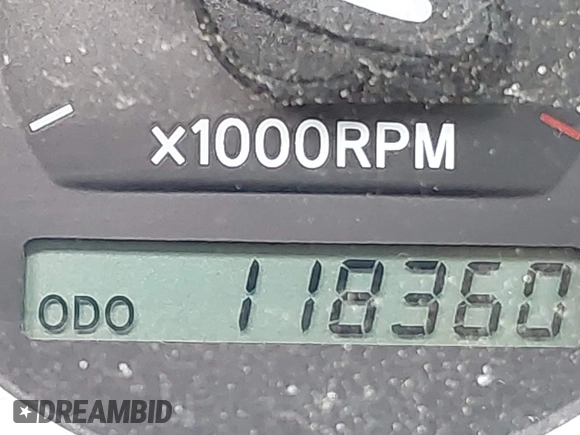 x1000RPM
ODO 118360
DREAMBID